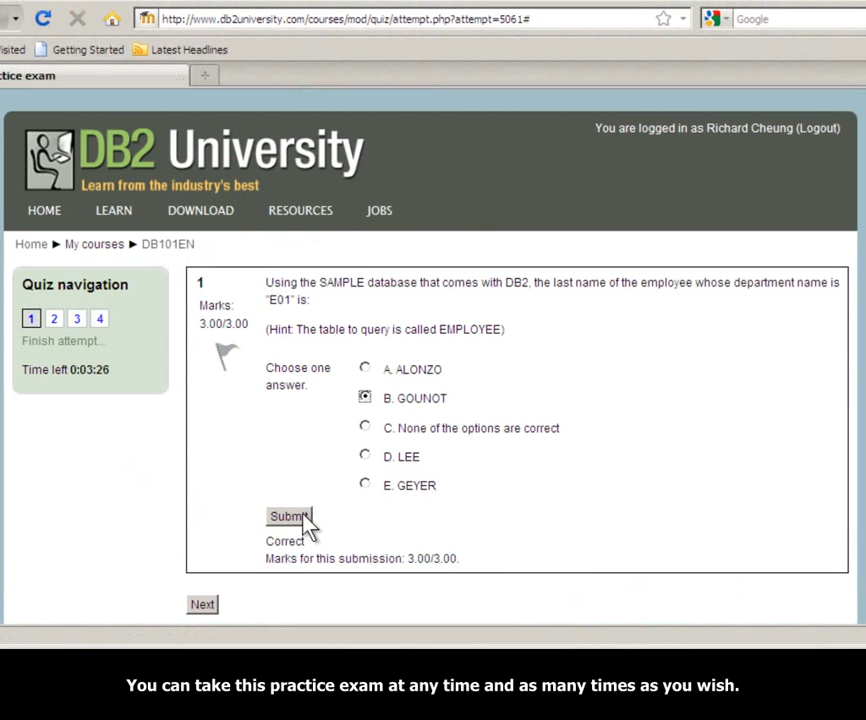 http://www.db2university.com/courses/mod/quiz/attempt.php?attempt=5061#
Google
isited
Getting Started
Latest Headlines
ctice exam
You are logged in as Richard Cheung (Logout)
DB2 University
Learn from the industry's best
HOME LEARN DOWNLOAD RESOURCES JOBS
Home ► My courses ► DB101EN
Quiz navigation
1 2 3 4
Finish attempt...
Time left 0:03:26
1
Marks:
3.00/3.00
Using the SAMPLE database that comes with DB2, the last name of the employee whose department name is
"E01" is:
(Hint: The table to query is called EMPLOYEE)
Choose one
answer.
A. ALONZO
B. GOUNOT
C. None of the options are correct
D. LEE
E. GEYER
Submit
Correct
Marks for this submission: 3.00/3.00.
Next
You can take this practice exam at any time and as many times as you wish.